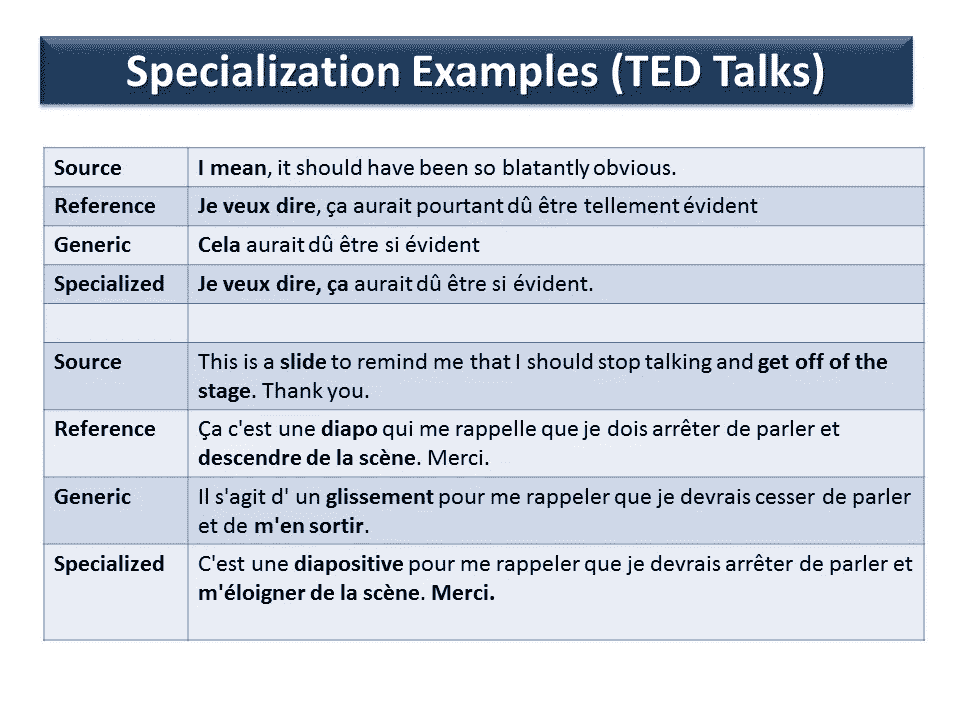 Specialization Examples (TED Talks)
Source I mean, it should have been so blatantly obvious.
Reference Je veux dire, ça aurait pourtant dû être tellement évident
Generic Cela aurait dû être si évident
Specialized Je veux dire, ça aurait dû être si évident.
Source This is a slide to remind me that I should stop talking and get off of the
stage. Thank you.
Reference Ça c'est une diapo qui me rappelle que je dois arrêter de parler et
descendre de la scène. Merci.
Generic Il s'agit d' un glissement pour me rappeler que je devrais cesser de parler
et de m'en sortir.
Specialized C'est une diapositive pour me rappeler que je devrais arrêter de parler et
m'éloigner de la scène. Merci.